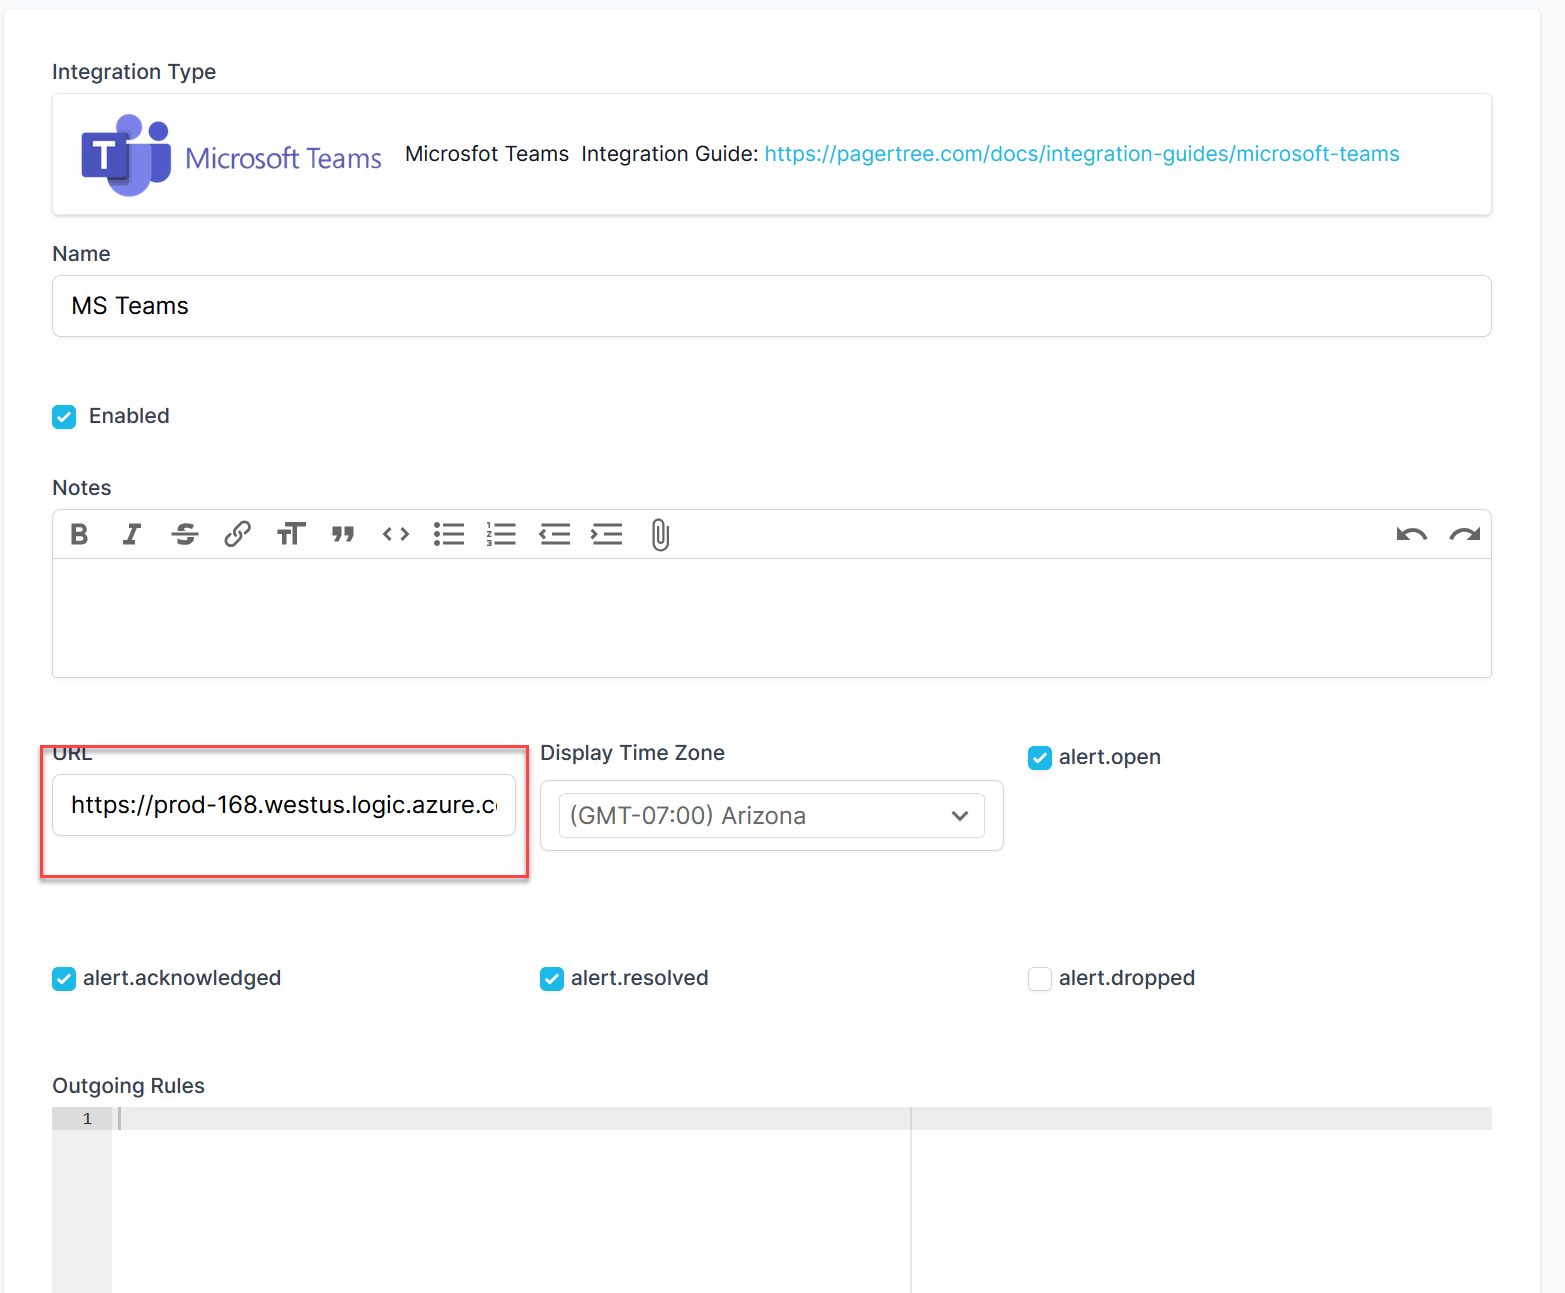 Integration Type
T Microsoft Teams Microsfot Teams Integration Guide: https://pagertree.com/docs/integration-guides/microsoft-teams
Name
MS Teams
Enabled
Notes
URL Display Time Zone alert.open
https://prod-168.westus.logic.azure.c (GMT-07:00) Arizona
alert.acknowledged alert.resolved alert.dropped
Outgoing Rules
1